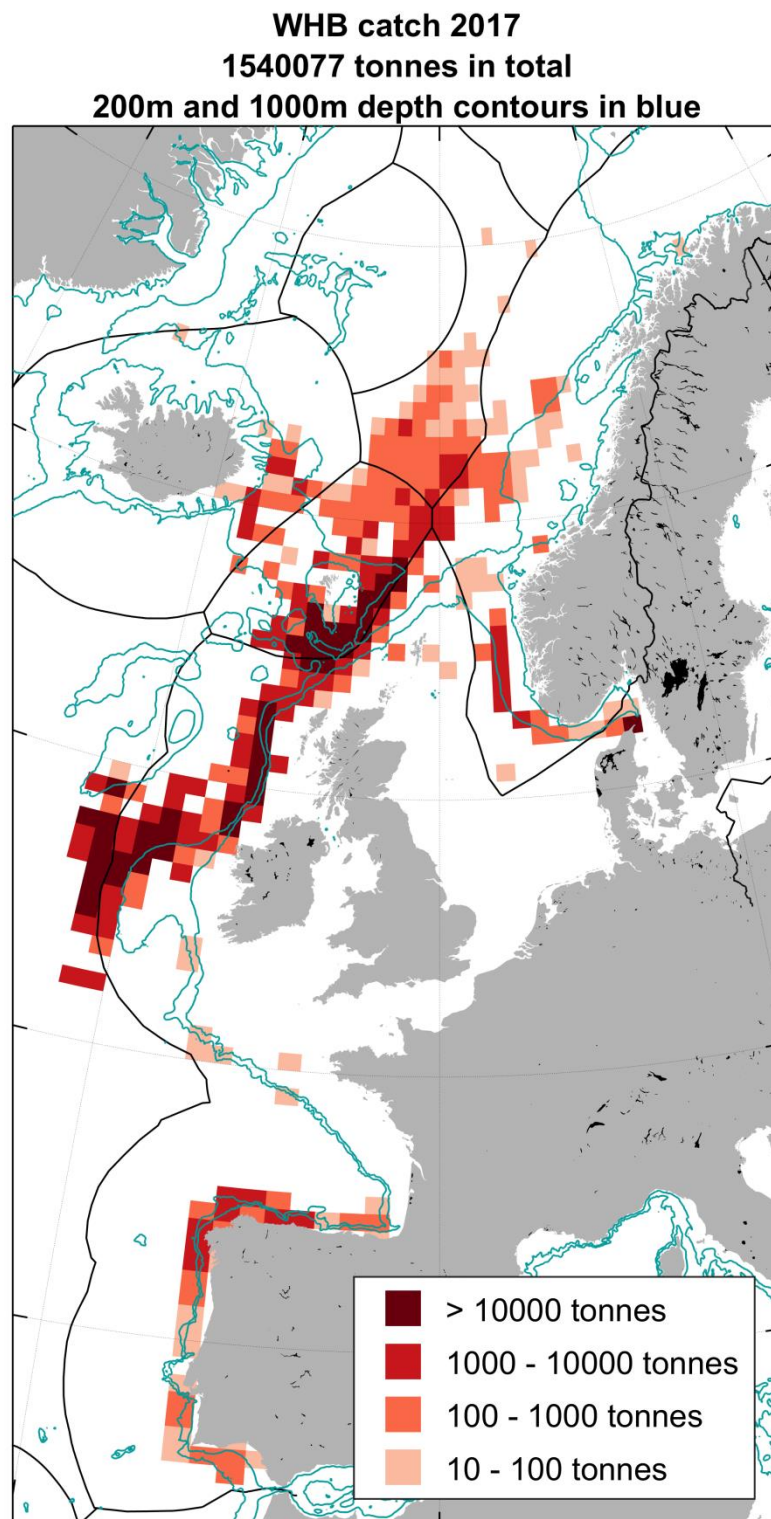 WHB catch 2017
1540077 tonnes in total
200m and 1000m depth contours in blue
> 10000 tonnes
1000 - 10000 tonnes
100 - 1000 tonnes
10 - 100 tonnes